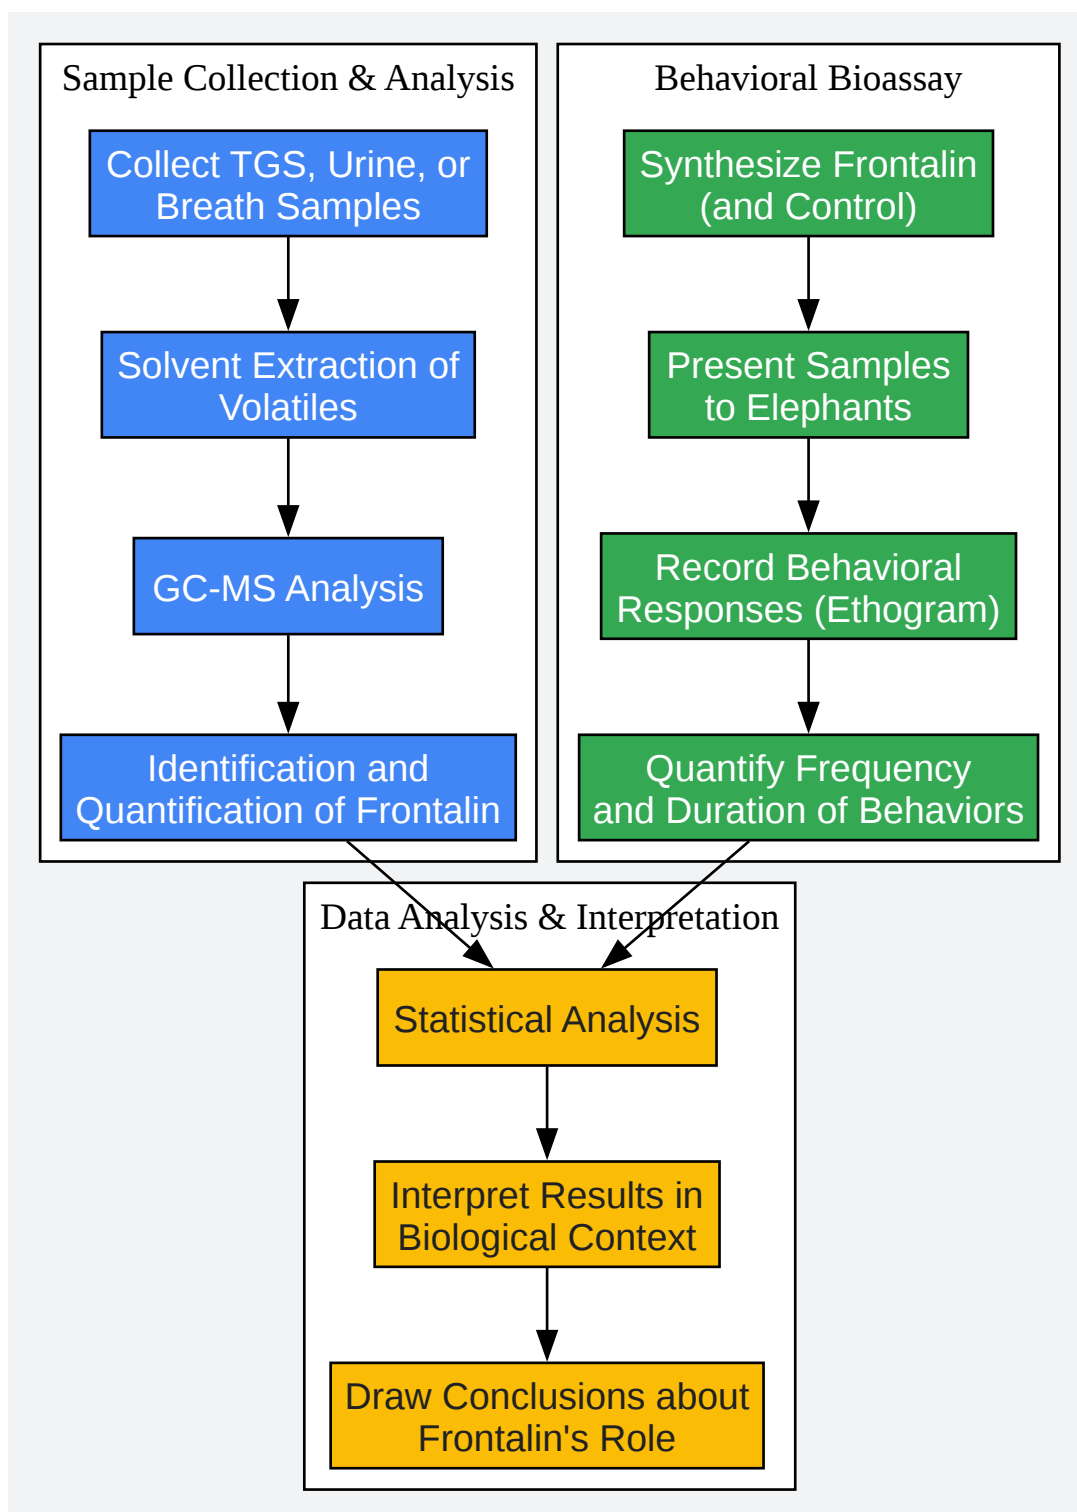 Sample Collection & Analysis
Collect TGS, Urine, or
Breath Samples
Solvent Extraction of
Volatiles
GC-MS Analysis
Identification and
Quantification of Frontalin
Behavioral Bioassay
Synthesize Frontalin
(and Control)
Present Samples
to Elephants
Record Behavioral
Responses (Ethogram)
Quantify Frequency
and Duration of Behaviors
Data Analysis & Interpretation
Statistical Analysis
Interpret Results in
Biological Context
Draw Conclusions about
Frontalin's Role